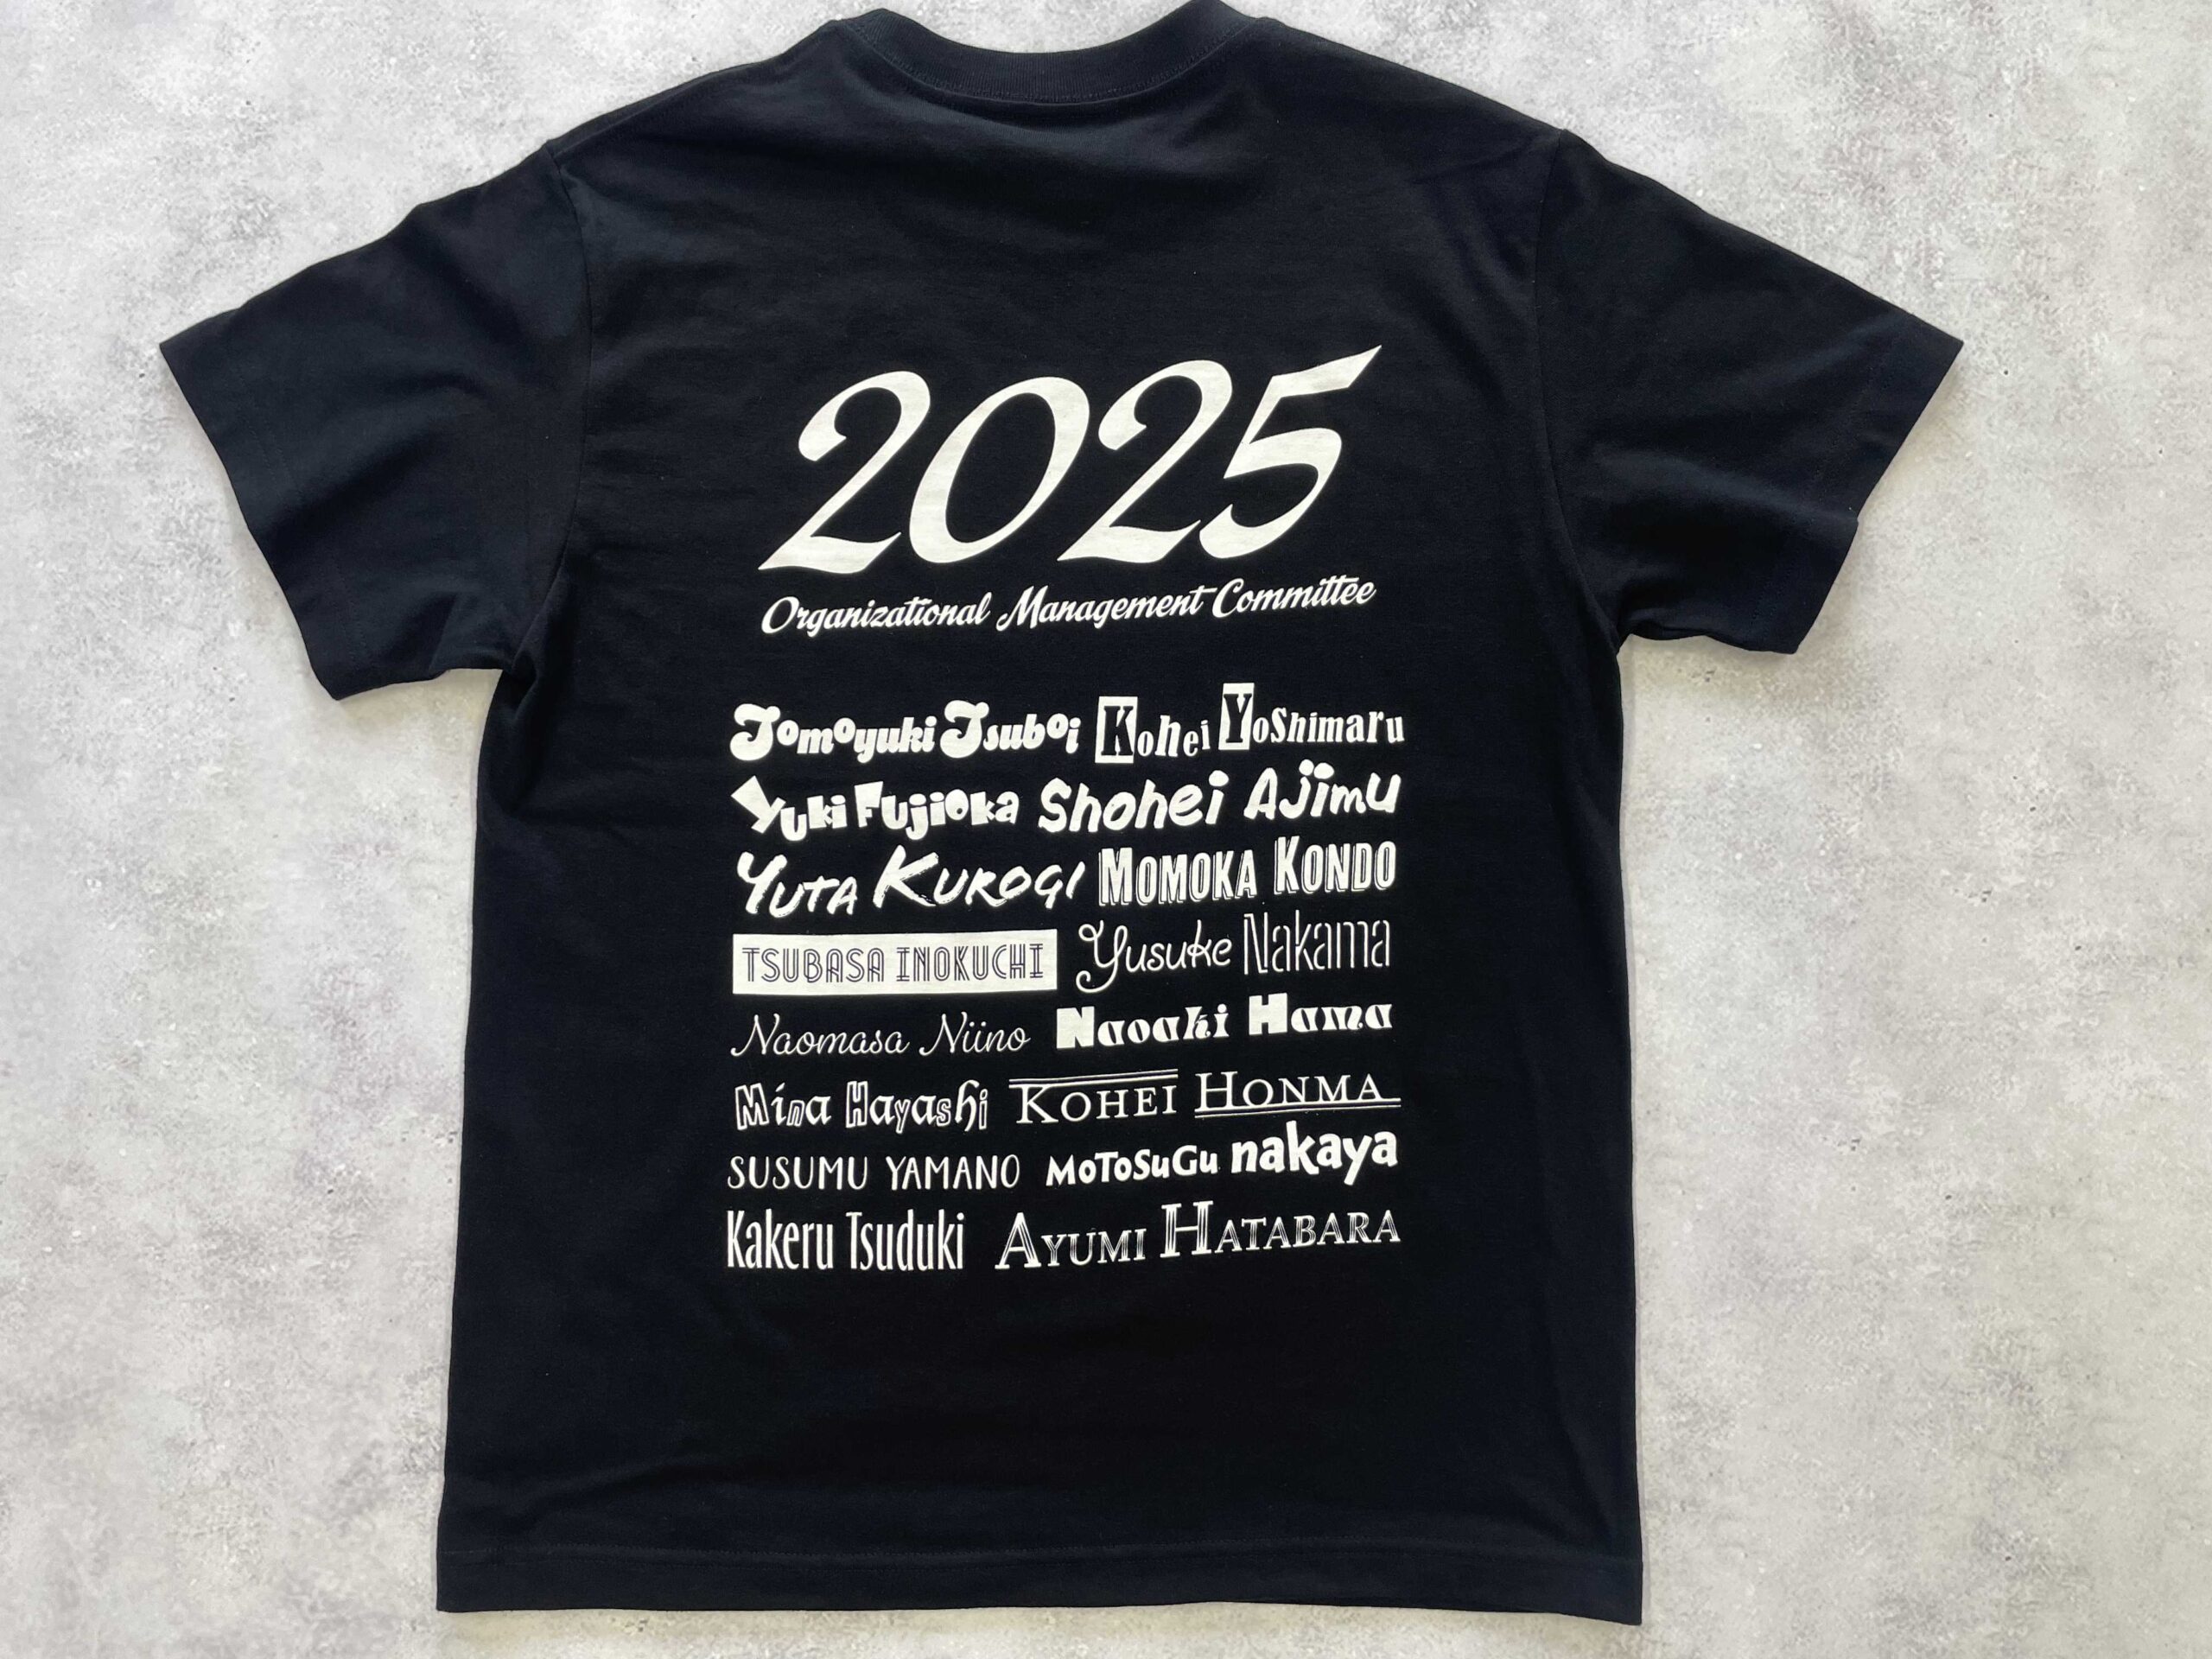 2025
Organizational Management Committee
Tomoyuki Tsuboi Kohei Yoshimaru
Yuki Fujioka Shohei Ajimu
YUTA KUROGI MOMOKA KONDO
TSUBASA INOKUCHI Yusuke Nakama
Naomasa Niino Naoaki Hama
Mina Hayashi KOHEI HONMA
SUSUMU YAMANO MoToSuGu nakaya
Kakeru Tsuduki AYUMI HATABARA